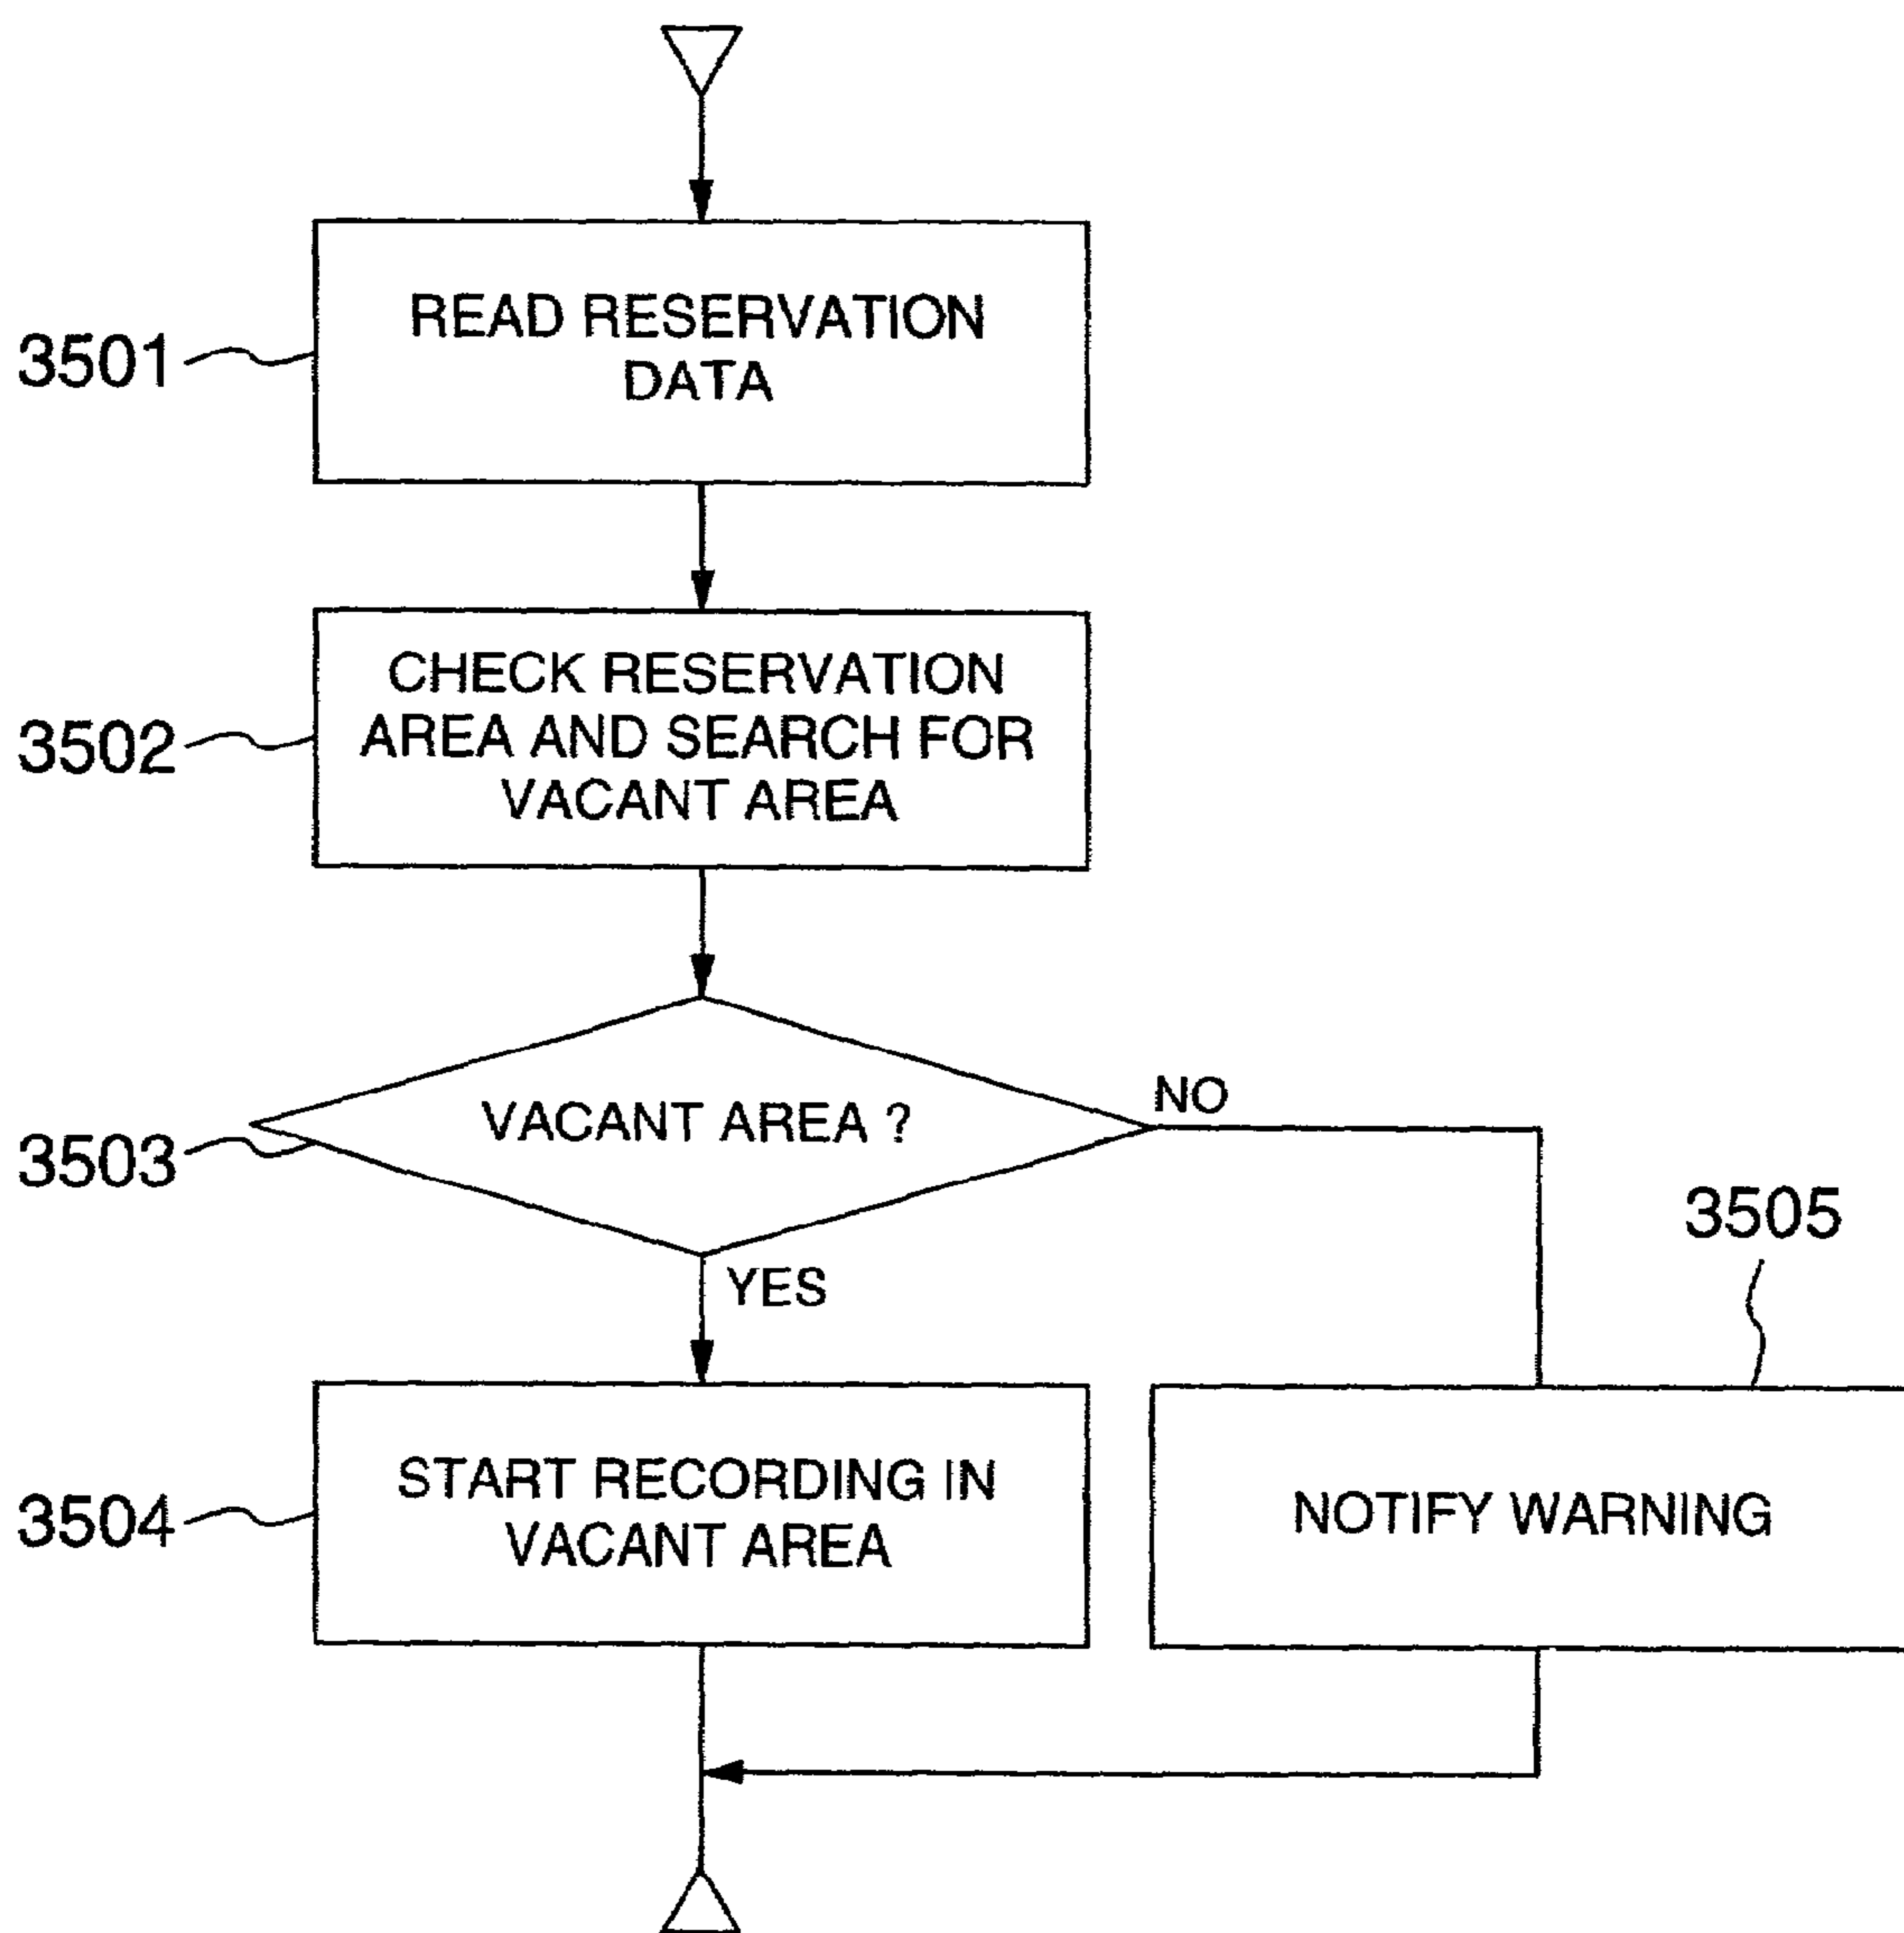 3501
READ RESERVATION
DATA
3502
CHECK RESERVATION
AREA AND SEARCH FOR
VACANT AREA
3503
VACANT AREA ?
NO
YES
3505
3504
START RECORDING IN
VACANT AREA
NOTIFY WARNING